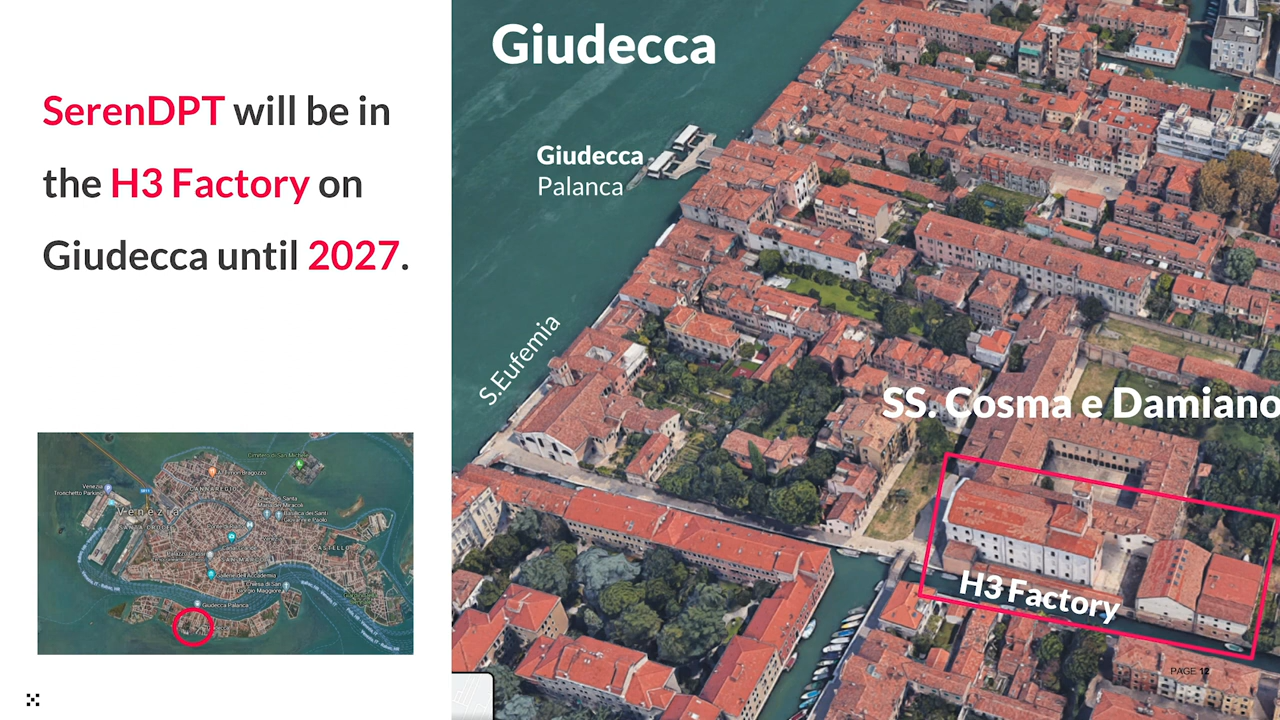 SerenDPT will be in
the H3 Factory on
Giudecca until 2027.
Giudecca
Giudecca
Palanca
S.Eufemia
SS. Cosma e Damiano
H3 Factory
PAGE 12
Venezia
CANNAREGIO
CASTELLO
Giudecca Palanca